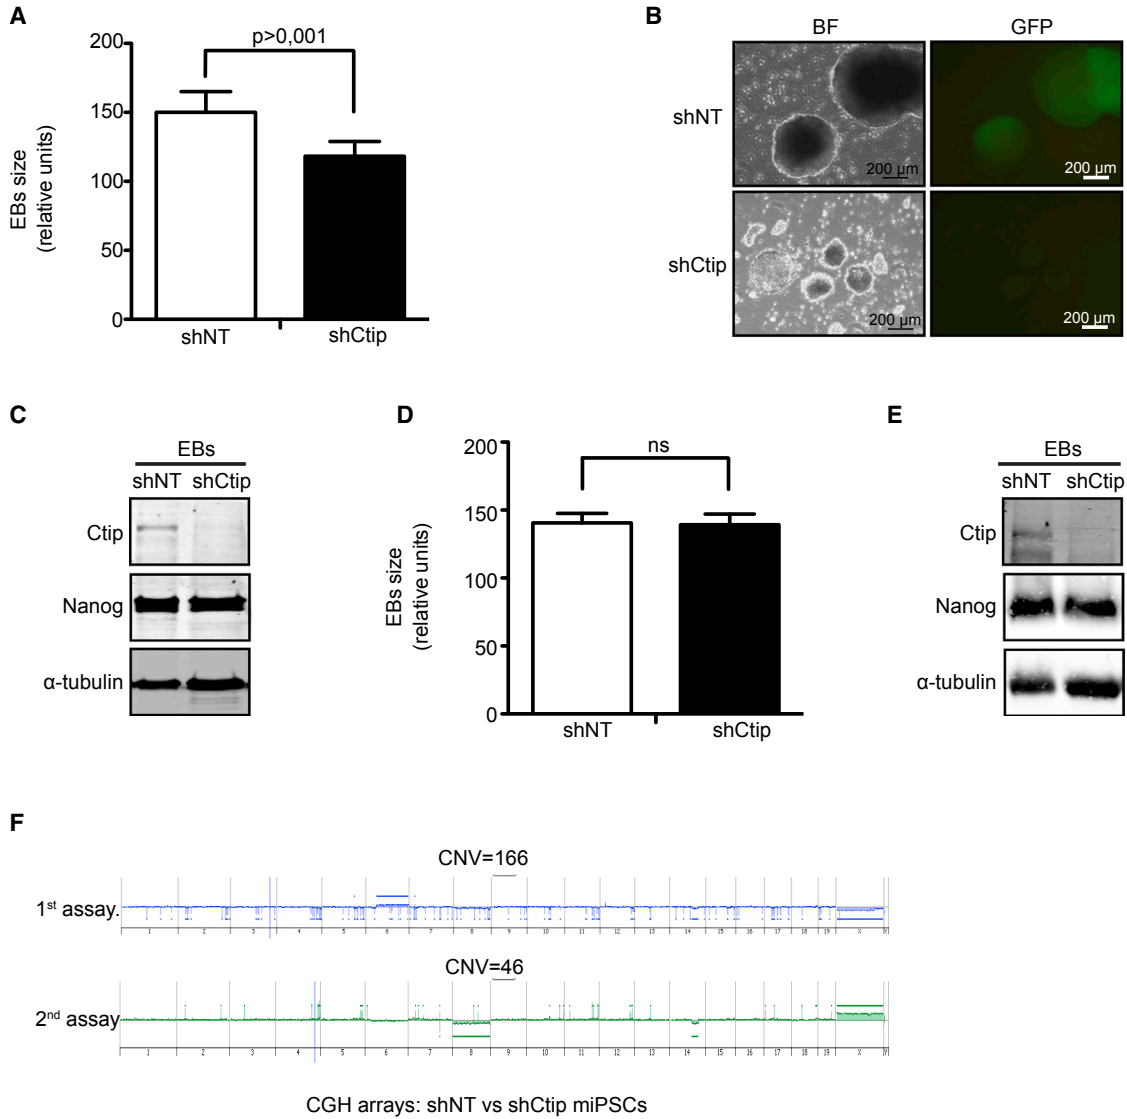 A
200
150
100
50
0
EBs size
(relative units)
p>0,001
shNT
shCtip
B
BF
GFP
shNT
200 µm
200 µm
shCtip
200 µm
200 µm
C
EBs
shNT shCtip
Ctip
Nanog
α-tubulin
D
200
150
100
50
0
EBs size
(relative units)
ns
shNT
shCtip
E
EBs
shNT shCtip
Ctip
Nanog
α-tubulin
F
CNV=166
1st assay.
1 2 3 4 5 6 7 8 9 10 11 12 13 14 15 16 17 18 19 X Y
CNV=46
2nd assay
1 2 3 4 5 6 7 8 9 10 11 12 13 14 15 16 17 18 19 X Y
CGH arrays: shNT vs shCtip miPSCs